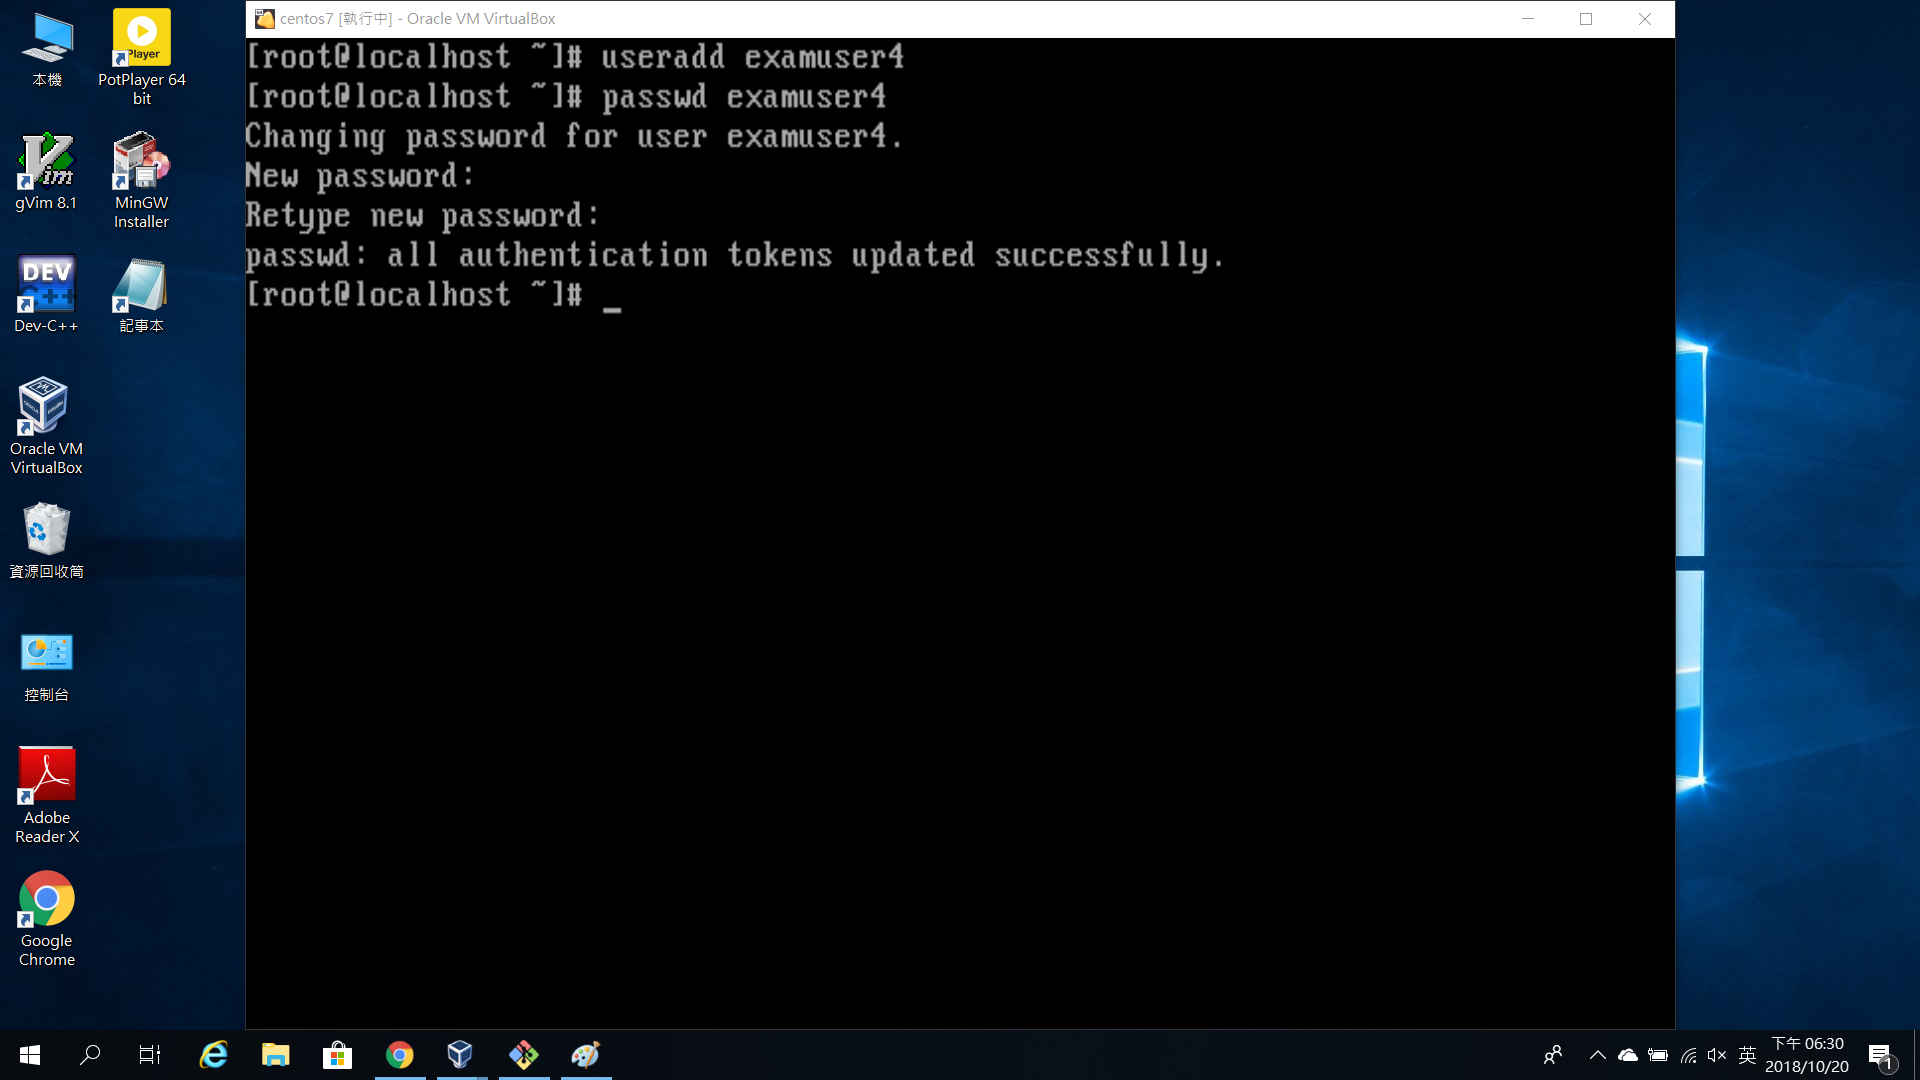 centos7 [執行中] - Oracle VM VirtualBox
[root@localhost ~]# useradd examuser4
[root@localhost ~]# passwd examuser4
Changing password for user examuser4.
New password:
Retype new password:
passwd: all authentication tokens updated successfully.
[root@localhost ~]# _
本機
Player
PotPlayer 64
bit
Vim
gVim 8.1
MinGW
Installer
DEV
C++
Dev-C++
記事本
Oracle VM
VirtualBox
資源回收筒
控制台
Adobe
Reader X
Google
Chrome
英
下午 06:30
2018/10/20
1